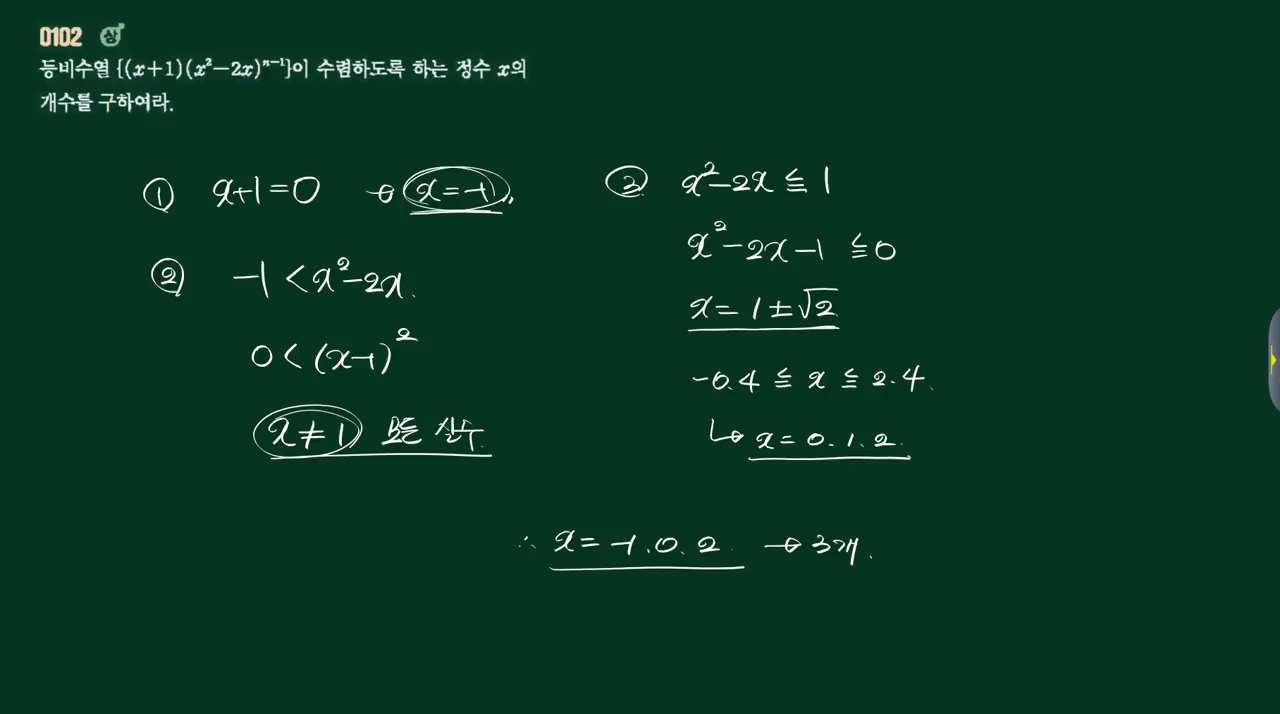 0102 상
등비수열 {(x+1)(x²-2x)ⁿ⁻¹}이 수렴하도록 하는 정수 x의
개수를 구하여라.
① x+1=0 → x=-1
② -1 < x²-2x.
0 < (x-1)²
x≠1 모든 실수.
③ x²-2x ≦ 1
x²-2x-1 ≦ 0
x = 1±√2
-0.4 ≦ x ≦ 2.4.
↳ x = 0. 1. 2.
∴ x = -1. 0. 2. → 3개.